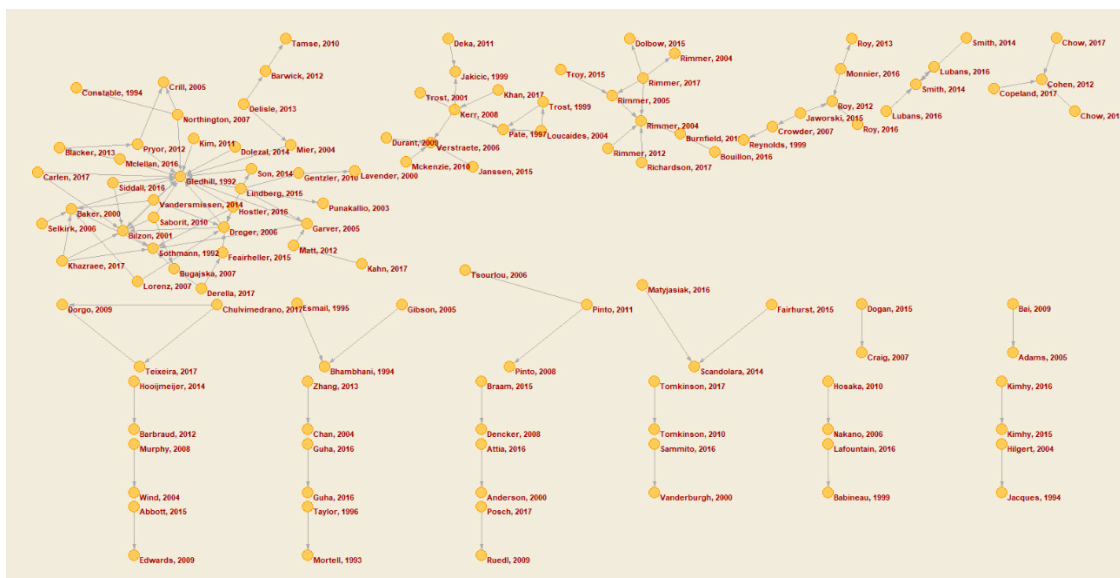 Tamse, 2010
Deka, 2011
Dolbow, 2015
Roy, 2013
Smith, 2014
Chow, 2017
Rimmer, 2004
Barwick, 2012
Jakicic, 1999
Troy, 2015
Rimmer, 2017
Monnier, 2016
Lubans, 2016
Cohen, 2012
Crill, 2005
Constable, 1994
Trost, 2001
Khan, 2017
Smith, 2014
Copeland, 2017
Delisle, 2013
Trost, 1999
Rimmer, 2005
Roy, 2012
Northington, 2007
Kerr, 2008
Lubans, 2016
Chow, 201
Jaworski, 2015
Rimmer, 2004
Roy, 2016
Crowder, 2007
Pate, 1997
Loucaides, 2004
Burnfield, 201
Kim, 2011
Reynolds, 1999
Durant, 2009
Pryor, 2012
Blacker, 2013
Dolezal, 2014
Mier, 2004
Verstraete, 2006
Rimmer, 2012
Bouillon, 2016
Mclellan, 2016
Mckenzie, 2010
Richardson, 2017
Janssen, 2015
Carlen, 2017
Gledhill, 1992
Son, 2014
Gentzler, 2010
Lavender, 2000
Siddall, 2016
Lindberg, 2015
Vandersmissen, 2014
Punakallio, 2003
Baker, 2000
Hostler, 2016
Saborit, 2010
Selkirk, 2006
Bilzon, 2001
Dreger, 2006
Garver, 2005
Sothmann, 1992
Feairheller, 2015
Matt, 2012
Khazraee, 2017
Bugajska, 2007
Kahn, 2017
Lorenz, 2007
Derella, 2017
Tsourlou, 2006
Matyjasiak, 2016
Dorgo, 2009
Chulvimedrano, 2017
Esmail, 1995
Gibson, 2005
Pinto, 2011
Fairhurst, 2015
Dogan, 2015
Bai, 2009
Craig, 2007
Adams, 2005
Teixeira, 2017
Bhambhani, 1994
Pinto, 2008
Scandolara, 2014
Hooijmeijer, 2014
Zhang, 2013
Braam, 2015
Tomkinson, 2017
Hosaka, 2010
Kimhy, 2016
Barbraud, 2012
Chan, 2004
Dencker, 2008
Tomkinson, 2010
Nakano, 2006
Kimhy, 2015
Murphy, 2008
Guha, 2016
Attia, 2016
Sammito, 2016
Lafountain, 2016
Hilgert, 2004
Wind, 2004
Guha, 2016
Anderson, 2000
Vanderburgh, 2000
Babineau, 1999
Jacques, 1994
Abbott, 2015
Taylor, 1996
Posch, 2017
Edwards, 2009
Mortell, 1993
Ruedl, 2009